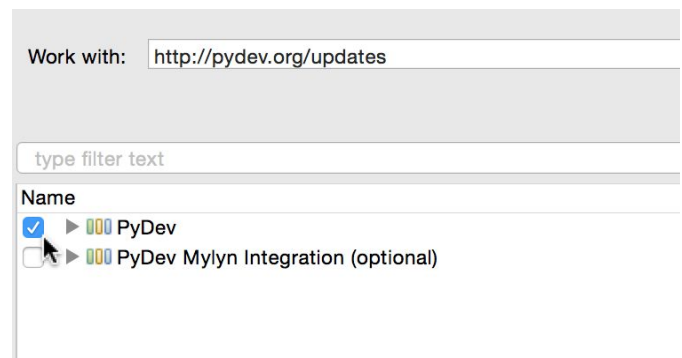 Work with: http://pydev.org/updates
type filter text
Name
PyDev
PyDev Mylyn Integration (optional)